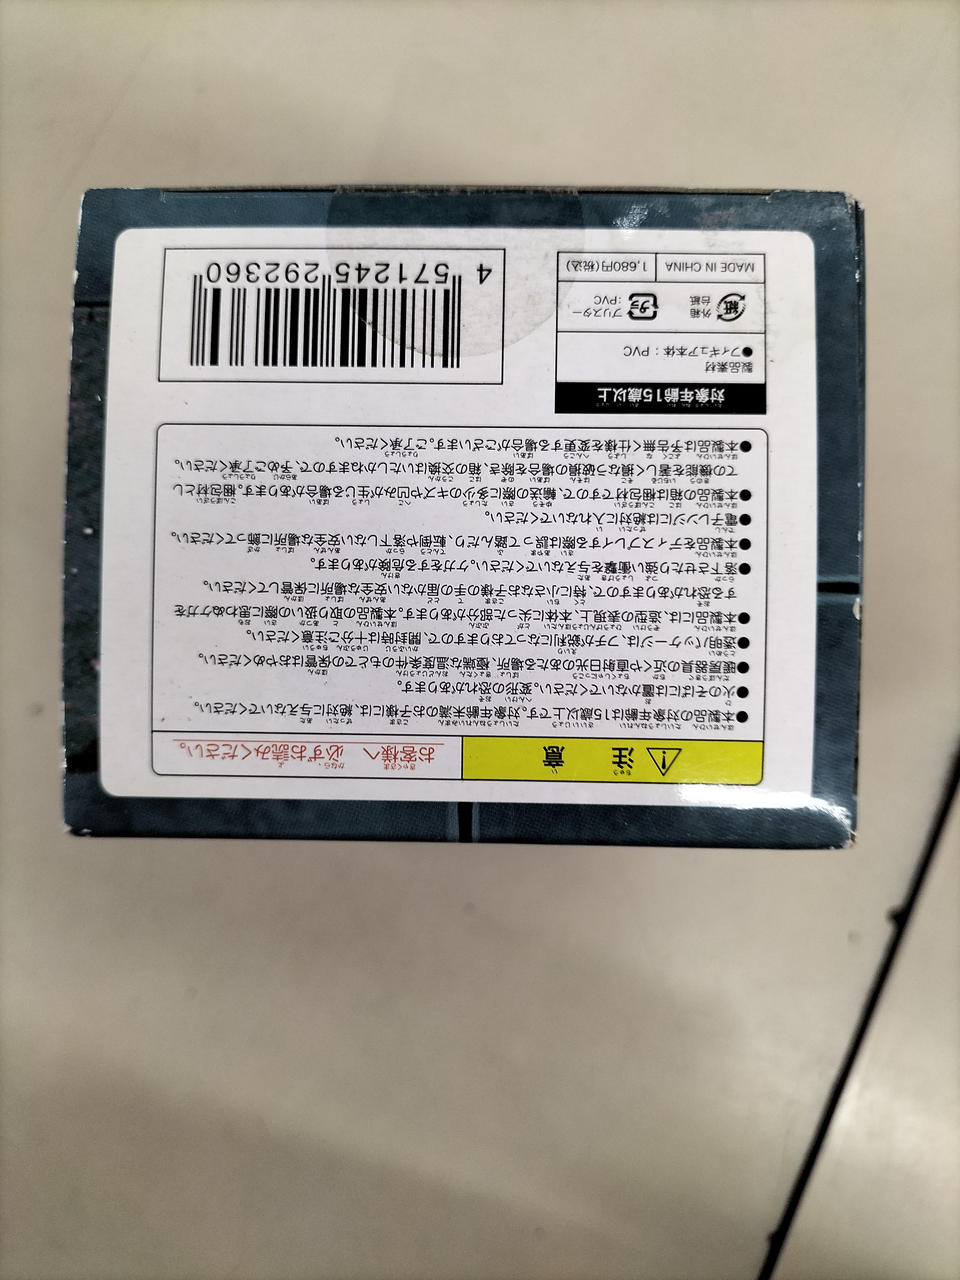 注意
お客様へ 必ずお読みください。
●本製品の対象年齢は15歳以上です。対象年齢未満のお子様には、絶対に与えないでください。
●火のそばには置かないでください。変形の恐れがあります。
●暖房器具の近くや直射日光のあたる場所、極端な温度条件のもとでの保管はおやめください。
●透明パッケージは、フチが鋭利になっておりますので、開封時は十分ご注意ください。
●本製品には、造型の表現上、本体に尖った部分があります。本製品の取り扱いの際に思わぬケガを
する恐れがありますので、特に小さなお子様の手の届かない安全な場所に保管してください。
●落下させたり強い衝撃を与えないでください。ケガをする危険があります。
●本製品をディスプレイする際は誤って踏んだり、転倒や落下しない安全な場所に飾ってください。
●電子レンジには絶対に入れないでください。
●本製品の箱は梱包材ですので、輸送の際に多少のキズや凹みが生じる場合があります。梱包材とし
ての機能を著しく損なう破損の場合を除き、箱の交換はいたしかねますので、予めご了承ください。
●本製品は予告無く仕様を変更する場合がございます。ご了承ください。
対象年齢15歳以上
製品素材
●フィギュア本体：PVC
紙 外箱 台紙
プラ ブリスター：PVC
MADE IN CHINA
1,680円(税込)
4 571245 292360